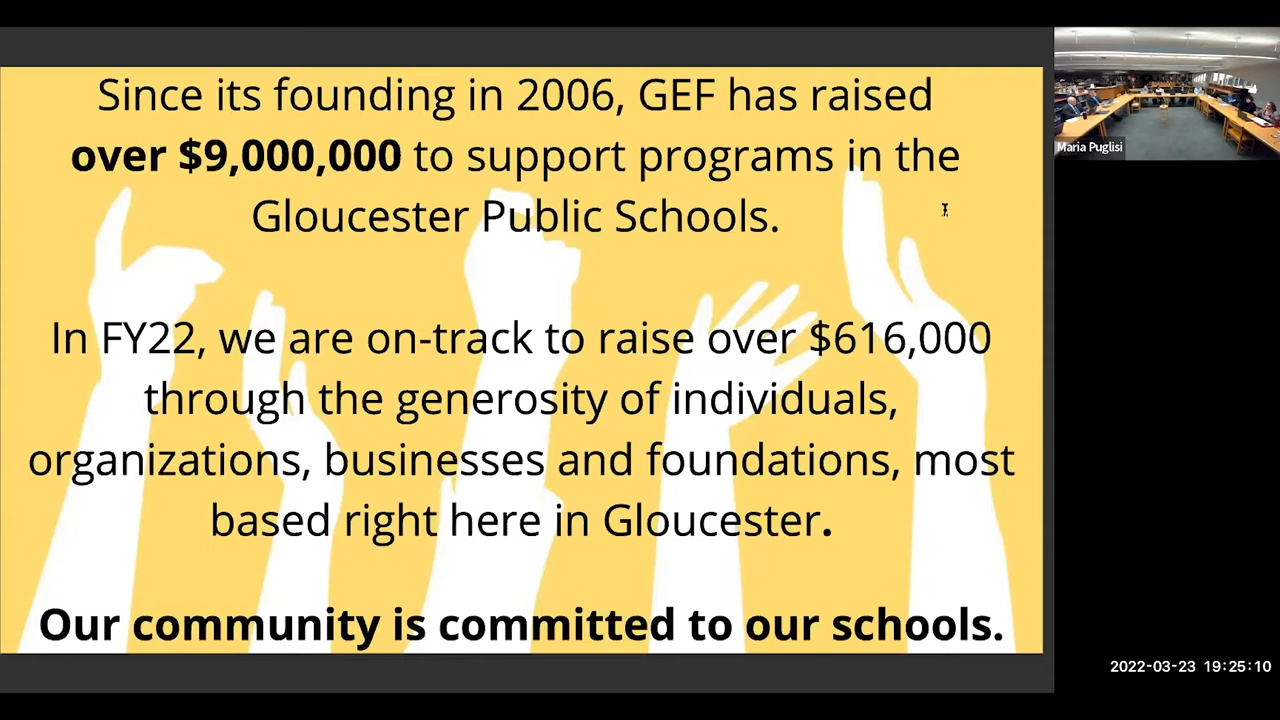 Since its founding in 2006, GEF has raised
over $9,000,000 to support programs in the
Gloucester Public Schools.
In FY22, we are on-track to raise over $616,000
through the generosity of individuals,
organizations, businesses and foundations, most
based right here in Gloucester.
Our community is committed to our schools.
Maria Puglisi
2022-03-23 19:25:10